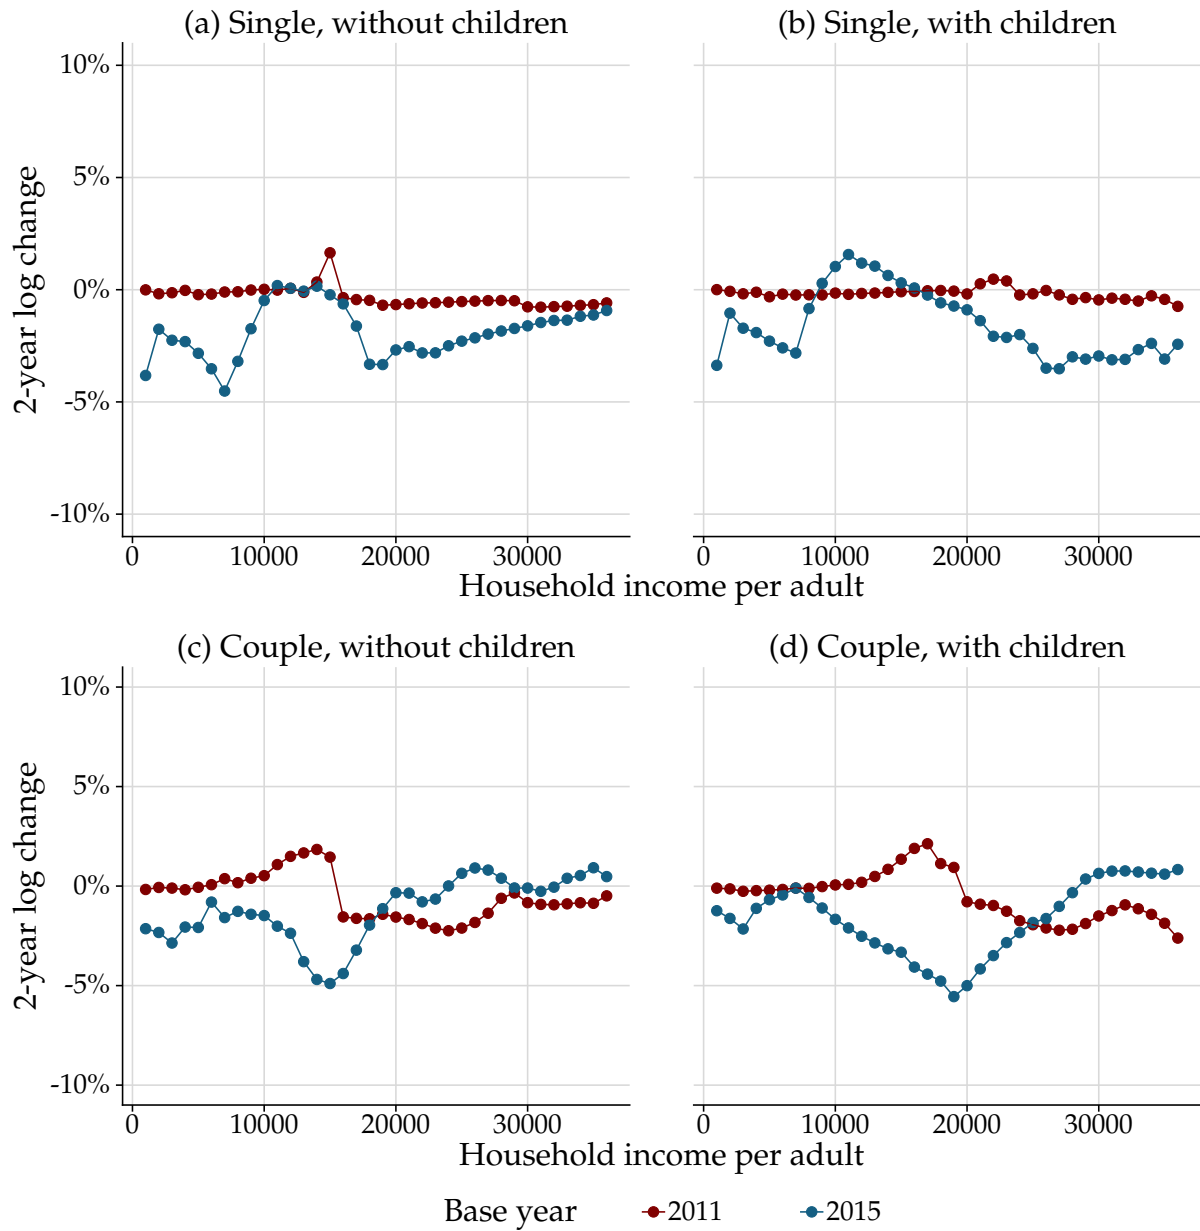 (a) Single, without children
(b) Single, with children
10%
5%
0%
-5%
-10%
2-year log change
0 10000 20000 30000
0 10000 20000 30000
Household income per adult
(c) Couple, without children
(d) Couple, with children
10%
5%
0%
-5%
-10%
2-year log change
0 10000 20000 30000
0 10000 20000 30000
Household income per adult
Base year 2011 2015